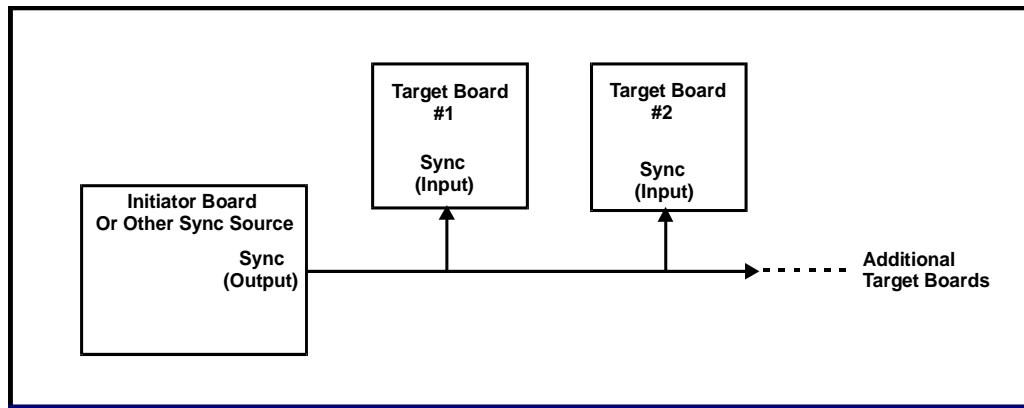 Target Board
#1
Sync
(Input)
Target Board
#2
Sync
(Input)
Initiator Board
Or Other Sync Source
Sync
(Output)
Additional
Target Boards